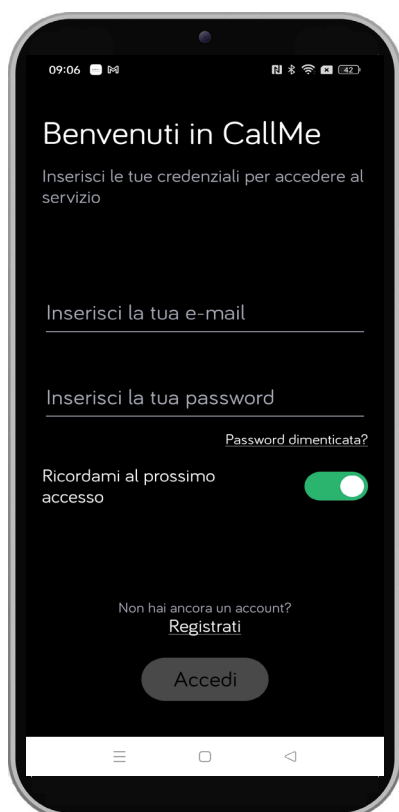 09:06
42
Benvenuti in CallMe
Inserisci le tue credenziali per accedere al
servizio
Inserisci la tua e-mail
Inserisci la tua password
Password dimenticata?
Ricordami al prossimo
accesso
Non hai ancora un account?
Registrati
Accedi